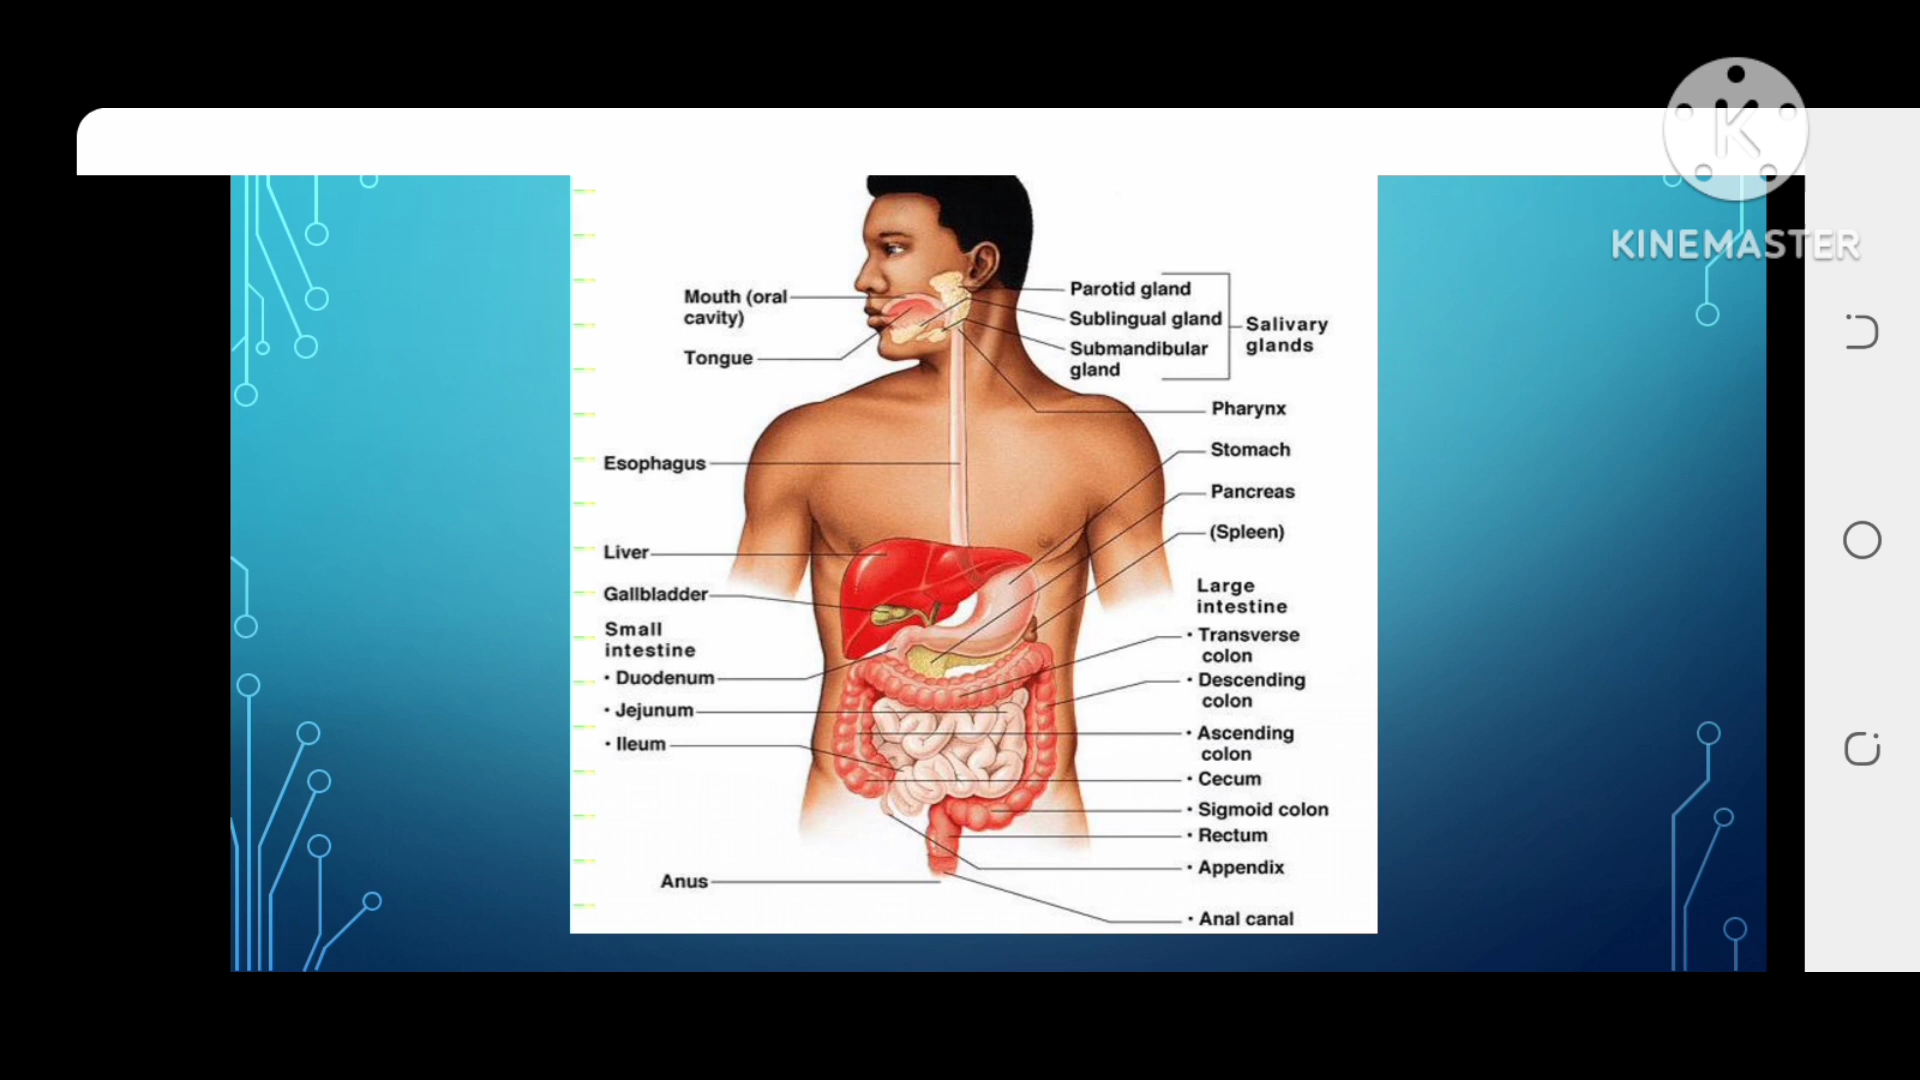 K
KINEMASTER
Mouth (oral
cavity)
Tongue
Parotid gland
Sublingual gland
Submandibular
gland
Salivary
glands
Pharynx
Esophagus
Stomach
Pancreas
(Spleen)
Liver
Gallbladder
Small
intestine
• Duodenum
• Jejunum
• Ileum
Large
intestine
• Transverse
colon
• Descending
colon
• Ascending
colon
• Cecum
• Sigmoid colon
• Rectum
• Appendix
Anus
• Anal canal